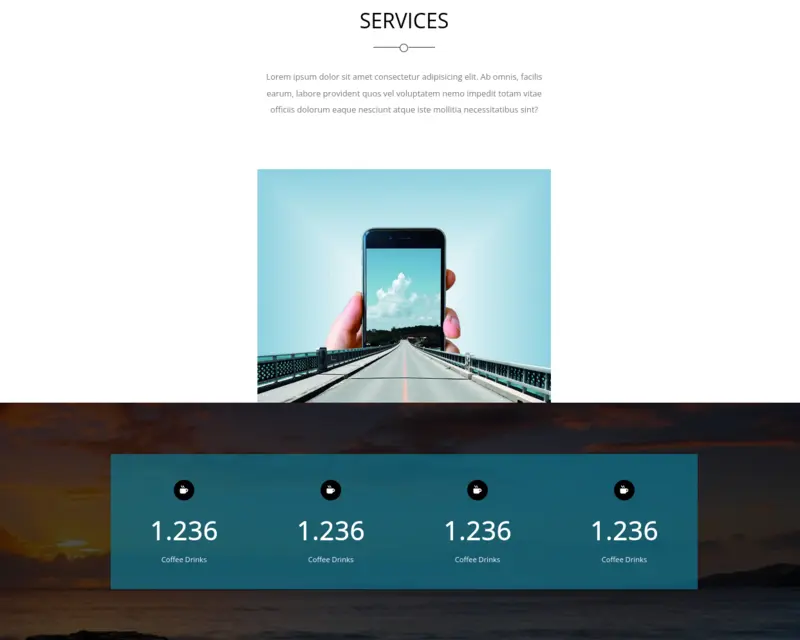 SERVICES
Lorem ipsum dolor sit amet consectetur adipisicing elit. Ab omnis, facilis
earum, labore provident quos vel voluptatem nemo impedit totam vitae
officiis dolorum eaque nesciunt atque iste mollitia necessitatibus sint?
1.236 1.236 1.236 1.236
Coffee Drinks Coffee Drinks Coffee Drinks Coffee Drinks